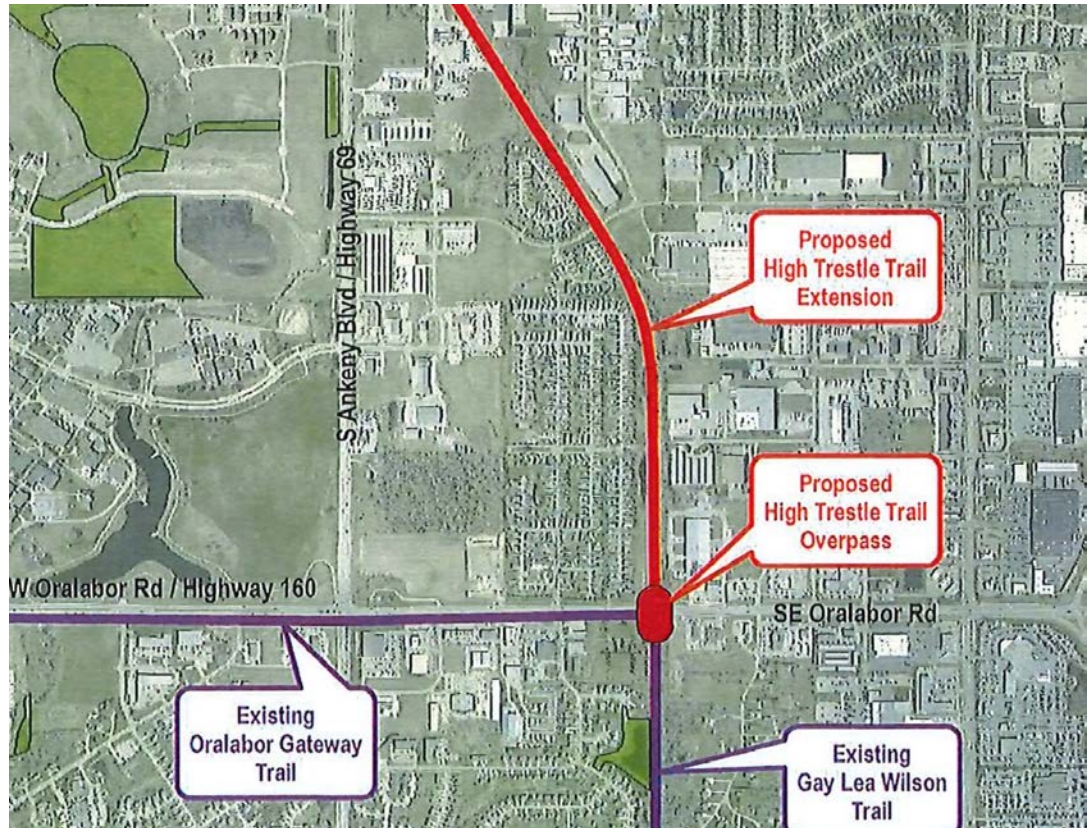 S Ankeny Blvd / Highway 69
Proposed
High Trestle Trail
Extension
Proposed
High Trestle Trail
Overpass
W Oralabor Rd / HIghway 160
SE Oralabor Rd
Existing
Oralabor Gateway
Trail
Existing
Gay Lea Wilson
Trail